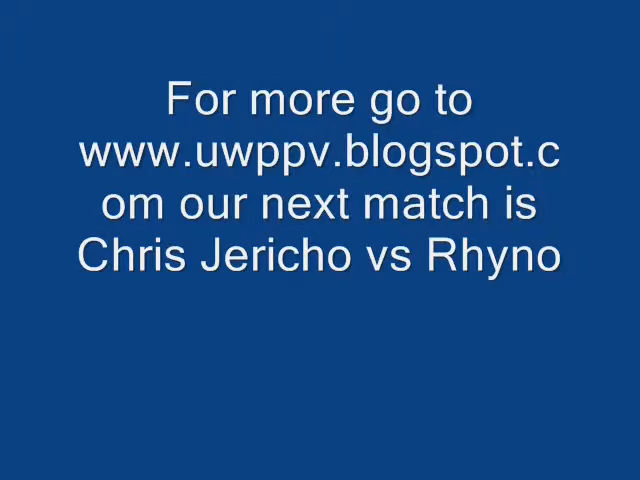 For more go to
www.uwppv.blogspot.c
om our next match is
Chris Jericho vs Rhyno